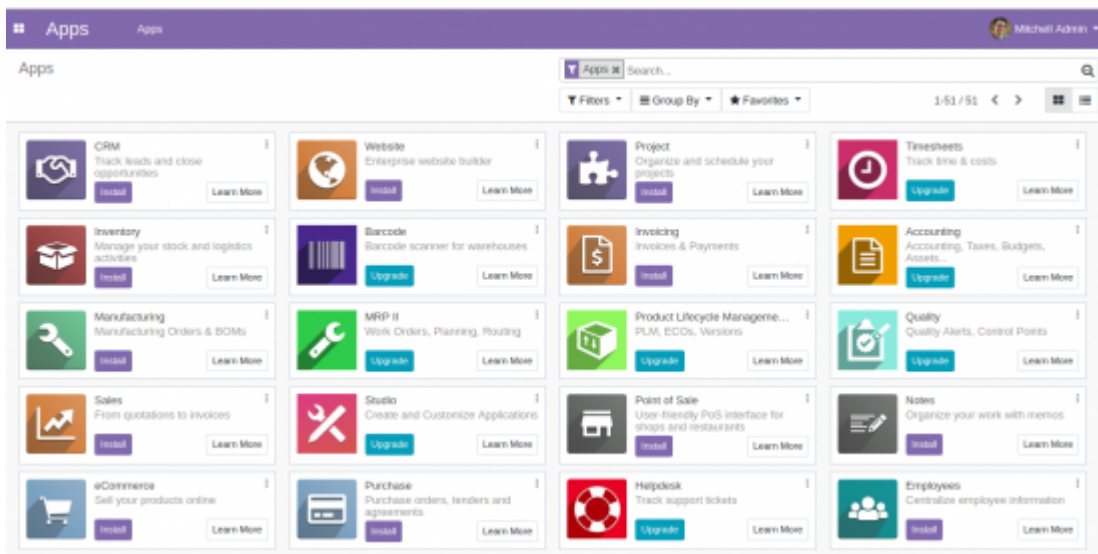 Apps Apps Mitchell Admin
Apps Apps Search...
Filters Group By Favorites 1-51 / 51
CRM
Track leads and close
opportunities
Install Learn More
Website
Enterprise website builder
Install Learn More
Project
Organize and schedule your
projects
Install Learn More
Timesheets
Track time & costs
Upgrade Learn More
Inventory
Manage your stock and logistics
activities
Install Learn More
Barcode
Barcode scanner for warehouses
Upgrade Learn More
Invoicing
Invoices & Payments
Install Learn More
Accounting
Accounting, Taxes, Budgets,
Assets...
Upgrade Learn More
Manufacturing
Manufacturing Orders & BOMs
Install Learn More
MRP II
Work Orders, Planning, Routing
Upgrade Learn More
Product Lifecycle Manageme...
PLM, ECOs, Versions
Upgrade Learn More
Quality
Quality Alerts, Control Points
Upgrade Learn More
Sales
From quotations to invoices
Install Learn More
Studio
Create and Customize Applications
Upgrade Learn More
Point of Sale
User-friendly PoS interface for
shops and restaurants
Install Learn More
Notes
Organize your work with memos
Install Learn More
eCommerce
Sell your products online
Install Learn More
Purchase
Purchase orders, tenders and
agreements
Install Learn More
Helpdesk
Track support tickets
Upgrade Learn More
Employees
Centralize employee information
Install Learn More